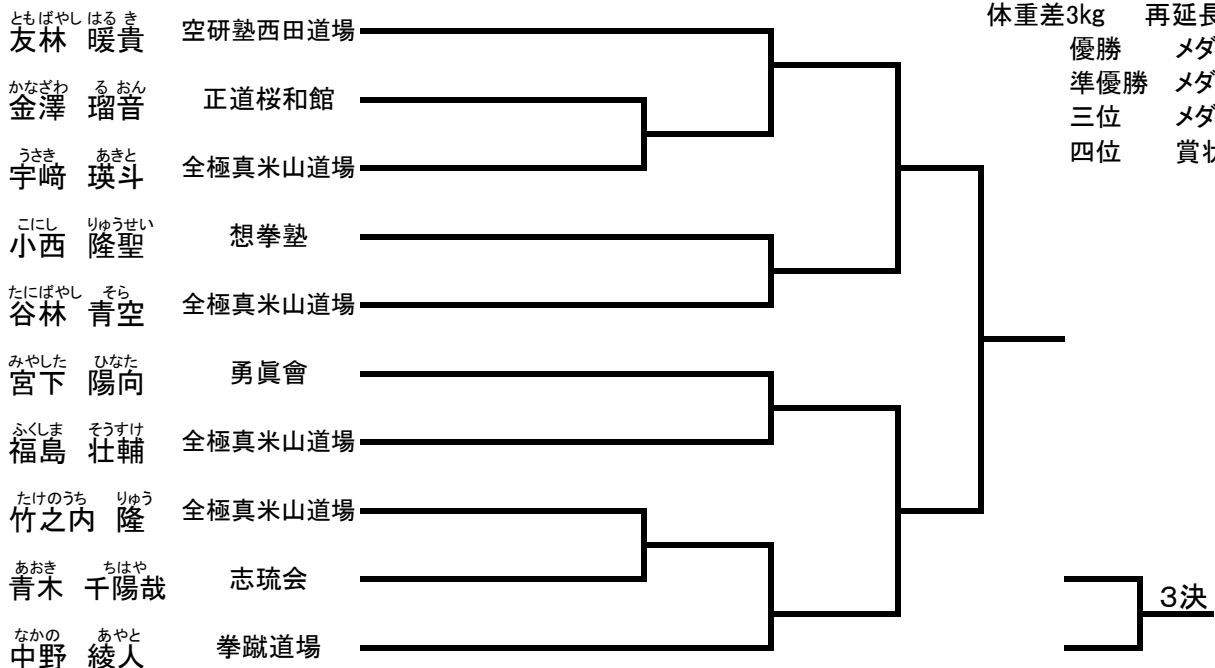 体重差3kg 再延長
優勝 メダ
準優勝 メダ
三位 メダ
四位 賞状
ともばやし はる き
友林 暖貴 空研塾西田道場
かなざわ る おん
金澤 瑠音 正道桜和館
うさき あきと
宇﨑 瑛斗 全極真米山道場
こにし りゅうせい
小西 隆聖 想拳塾
たにばやし そら
谷林 青空 全極真米山道場
みやした ひなた
宮下 陽向 勇眞會
ふくしま そうすけ
福島 壮輔 全極真米山道場
たけのうち りゅう
竹之内 隆 全極真米山道場
あおき ちはや
青木 千陽哉 志琉会
なかの あやと
中野 綾人 拳蹴道場
3決